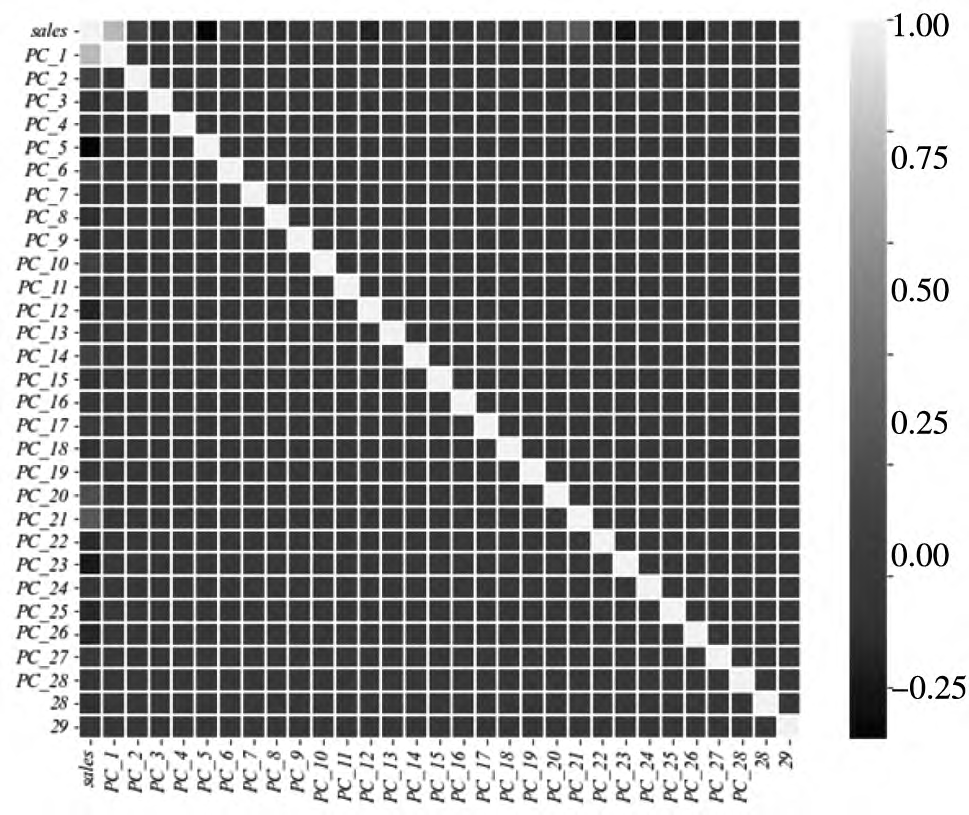 sales
PC_1
PC_2
PC_3
PC_4
PC_5
PC_6
PC_7
PC_8
PC_9
PC_10
PC_11
PC_12
PC_13
PC_14
PC_15
PC_16
PC_17
PC_18
PC_19
PC_20
PC_21
PC_22
PC_23
PC_24
PC_25
PC_26
PC_27
PC_28
28
29
sales
PC_1
PC_2
PC_3
PC_4
PC_5
PC_6
PC_7
PC_8
PC_9
PC_10
PC_11
PC_12
PC_13
PC_14
PC_15
PC_16
PC_17
PC_18
PC_19
PC_20
PC_21
PC_22
PC_23
PC_24
PC_25
PC_26
PC_27
PC_28
28
29
1.00
0.75
0.50
0.25
0.00
−0.25